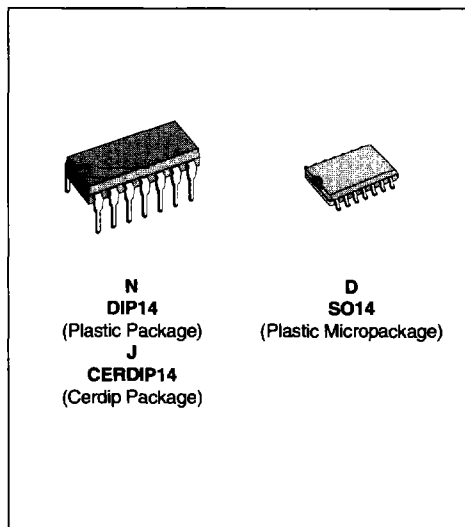 N
DIP14
(Plastic Package)
J
CERDIP14
(Cerdip Package)
D
SO14
(Plastic Micropackage)